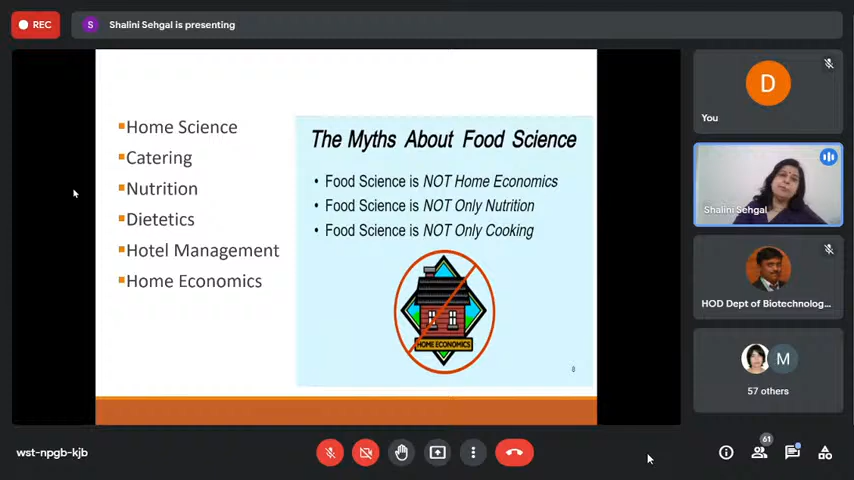 REC
S
Shalini Sehgal is presenting
Home Science
Catering
Nutrition
Dietetics
Hotel Management
Home Economics
The Myths About Food Science
• Food Science is NOT Home Economics
• Food Science is NOT Only Nutrition
• Food Science is NOT Only Cooking
HOME ECONOMICS
8
D
You
Shalini Sehgal
HOD Dept of Biotechnolog...
M
57 others
wst-npgb-kjb
61